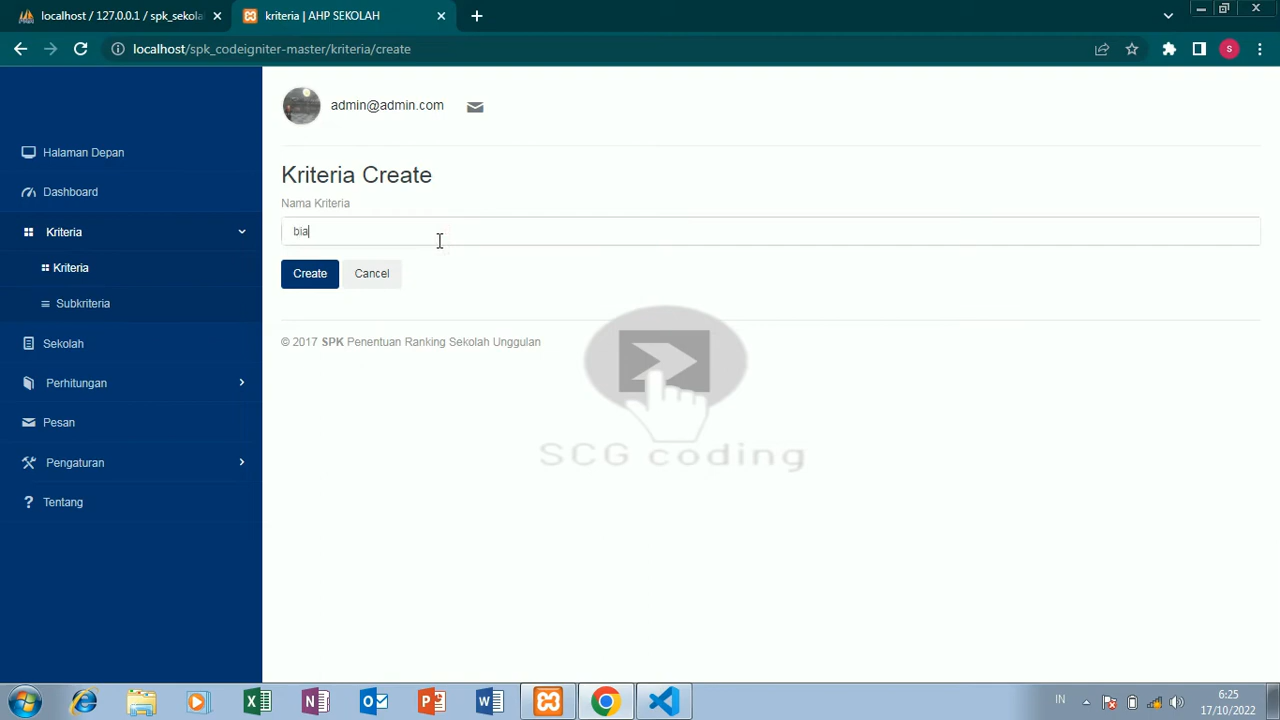 localhost / 127.0.0.1 / spk_sekola
kriteria | AHP SEKOLAH
localhost/spk_codeigniter-master/kriteria/create
S
admin@admin.com
Halaman Depan
Dashboard
Kriteria
Kriteria
Subkriteria
Sekolah
Perhitungan
Pesan
Pengaturan
Tentang
Kriteria Create
Nama Kriteria
bia
Create
Cancel
© 2017 SPK Penentuan Ranking Sekolah Unggulan
SCG coding
IN
6:25
17/10/2022